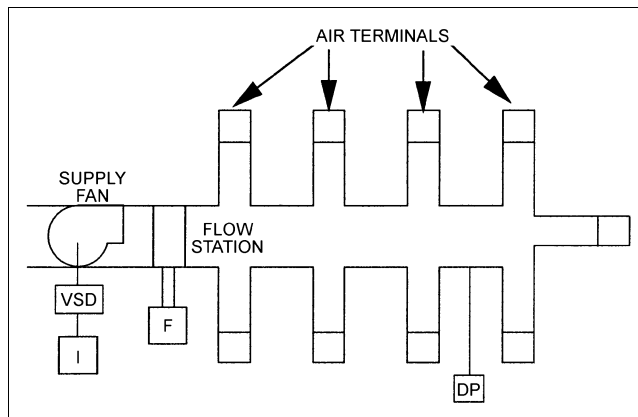 AIR TERMINALS
SUPPLY
FAN
FLOW
STATION
VSD
F
I
DP